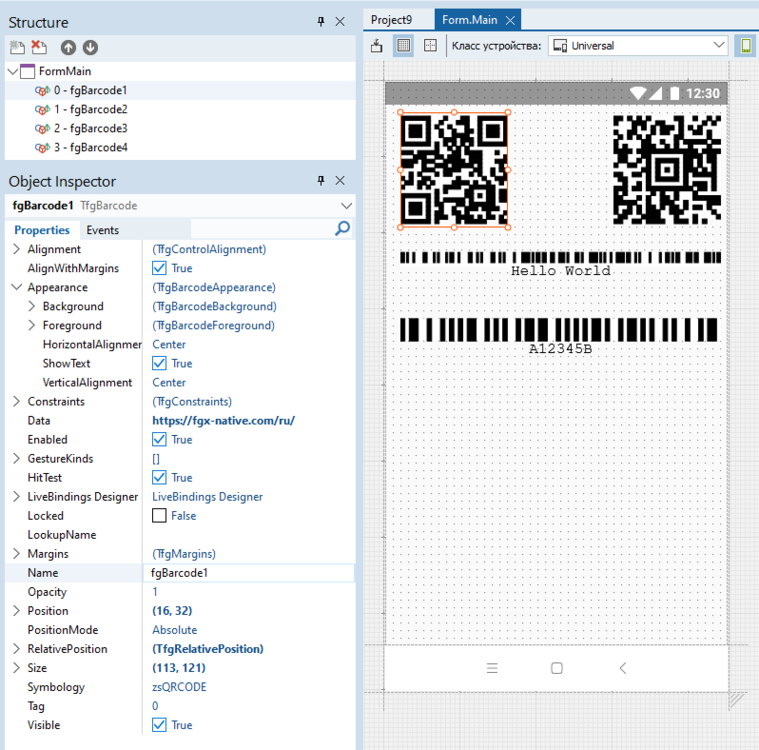 Structure
FormMain
0 - fgBarcode1
1 - fgBarcode2
2 - fgBarcode3
3 - fgBarcode4
Object Inspector
fgBarcode1 TfgBarcode
Properties Events
Alignment (TfgControlAlignment)
AlignWithMargins True
Appearance (TfgBarcodeAppearance)
Background (TfgBarcodeBackground)
Foreground (TfgBarcodeForeground)
HorizontalAlignmer Center
ShowText True
VerticalAlignment Center
Constraints (TfgConstraints)
Data https://fgx-native.com/ru/
Enabled True
GestureKinds []
HitTest True
LiveBindings Designer LiveBindings Designer
Locked False
LookupName
Margins (TfgMargins)
Name fgBarcode1
Opacity 1
Position (16, 32)
PositionMode Absolute
RelativePosition (TfgRelativePosition)
Size (113, 121)
Symbology zsQRCODE
Tag 0
Visible True
Project9 Form.Main
Класс устройства: Universal
12:30
Hello World
A12345B